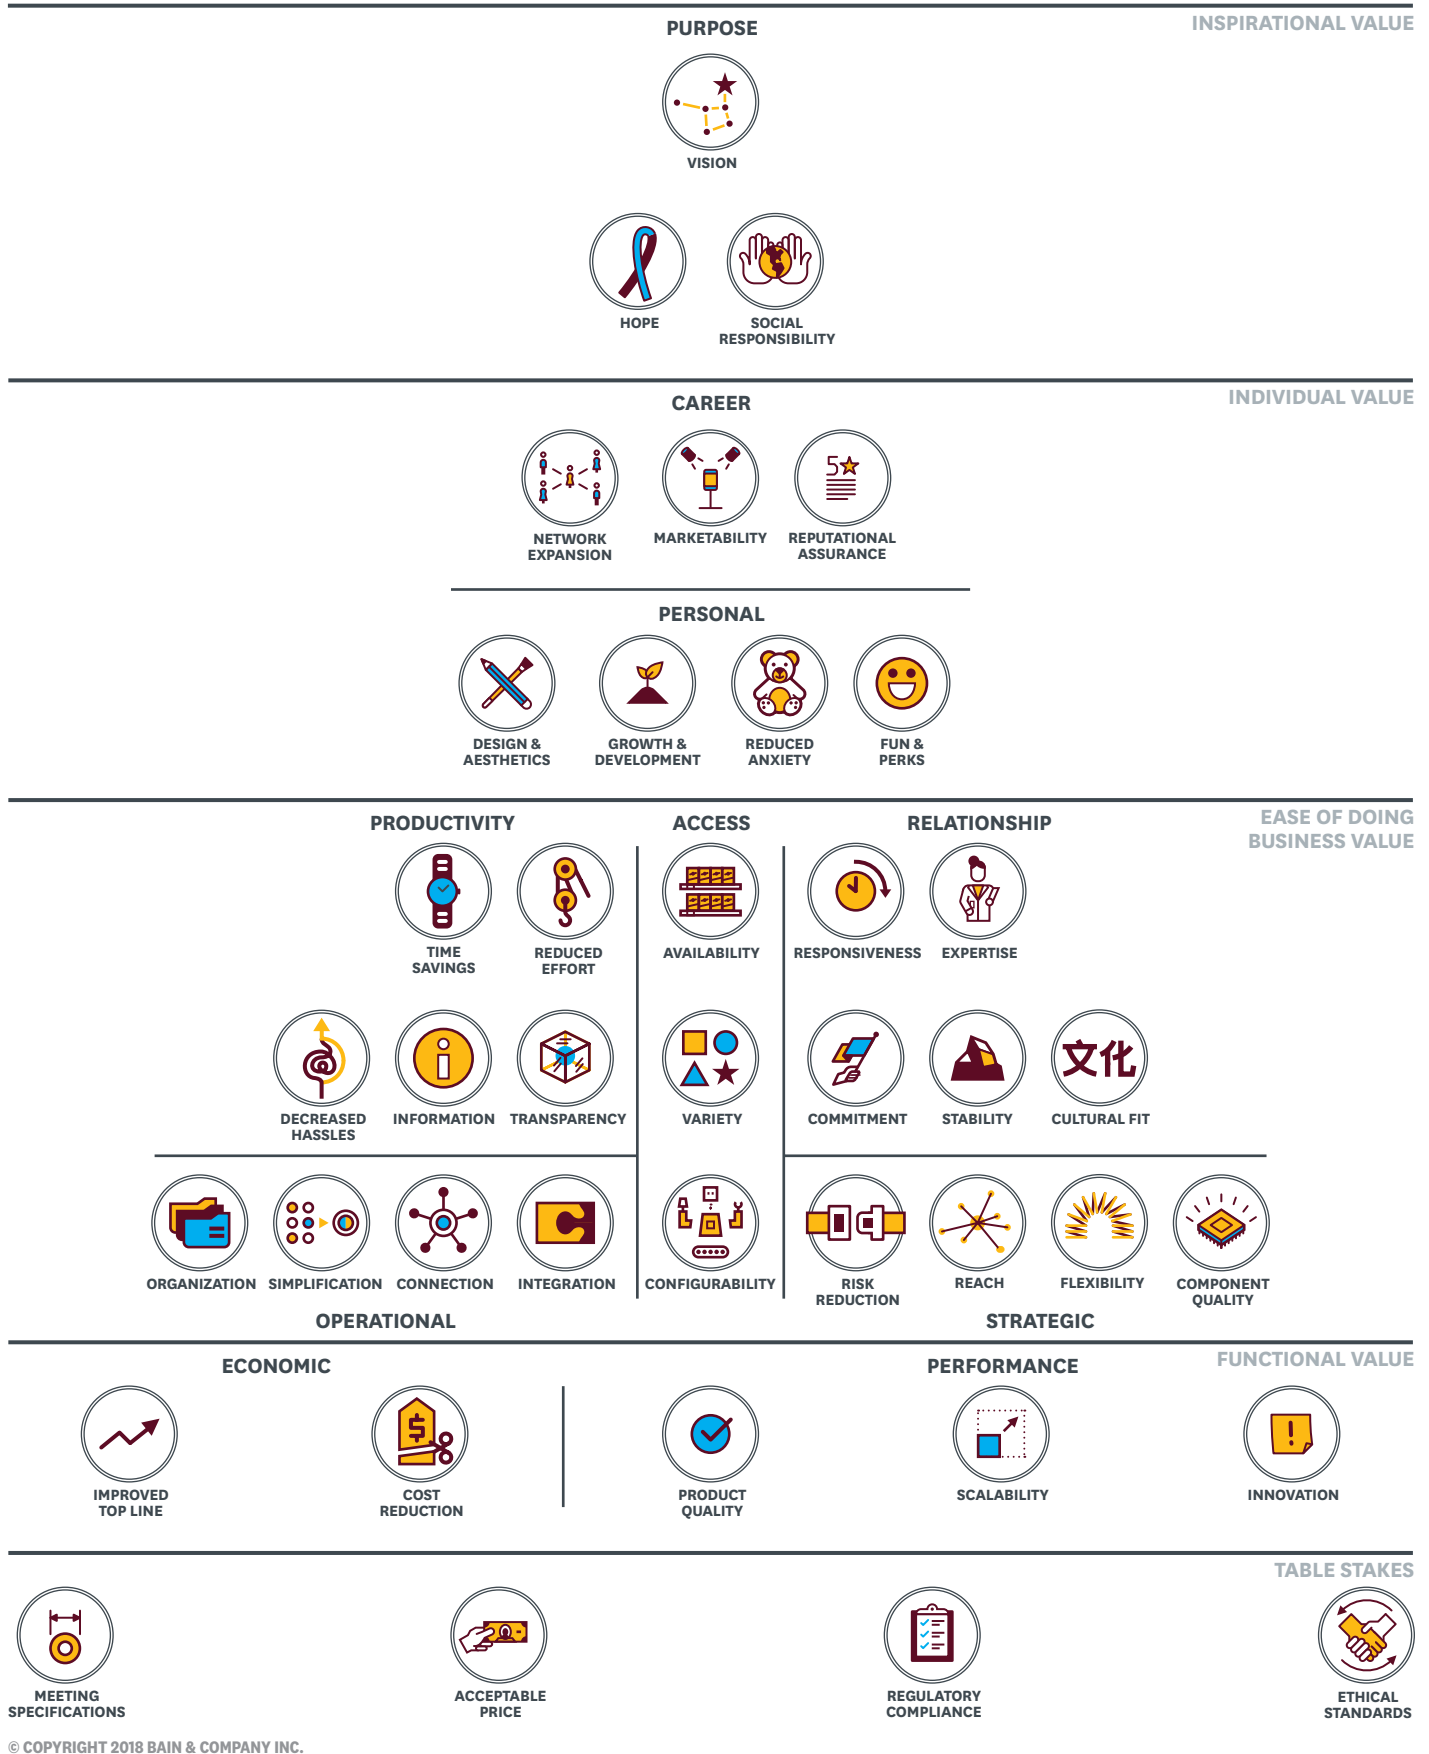 INSPIRATIONAL VALUE
PURPOSE
VISION
HOPE
SOCIAL
RESPONSIBILITY
INDIVIDUAL VALUE
CAREER
NETWORK
EXPANSION
MARKETABILITY
5
REPUTATIONAL
ASSURANCE
PERSONAL
DESIGN &
AESTHETICS
GROWTH &
DEVELOPMENT
REDUCED
ANXIETY
FUN &
PERKS
EASE OF DOING
BUSINESS VALUE
PRODUCTIVITY
ACCESS
RELATIONSHIP
TIME
SAVINGS
REDUCED
EFFORT
AVAILABILITY
RESPONSIVENESS
EXPERTISE
DECREASED
HASSLES
i
INFORMATION
TRANSPARENCY
VARIETY
COMMITMENT
STABILITY
文化
CULTURAL FIT
ORGANIZATION
SIMPLIFICATION
CONNECTION
INTEGRATION
CONFIGURABILITY
RISK
REDUCTION
REACH
FLEXIBILITY
COMPONENT
QUALITY
OPERATIONAL
STRATEGIC
FUNCTIONAL VALUE
ECONOMIC
PERFORMANCE
IMPROVED
TOP LINE
$
COST
REDUCTION
PRODUCT
QUALITY
SCALABILITY
!
INNOVATION
TABLE STAKES
MEETING
SPECIFICATIONS
ACCEPTABLE
PRICE
REGULATORY
COMPLIANCE
ETHICAL
STANDARDS
© COPYRIGHT 2018 BAIN & COMPANY INC.